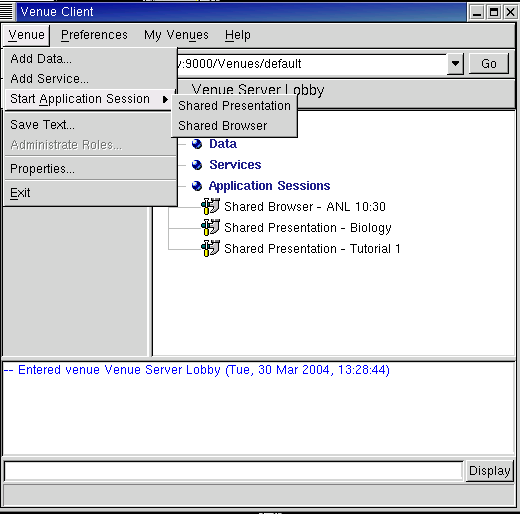 Venue Client
Venue Preferences My Venues Help
Add Data...
y:9000/Venues/default Go
Add Service...
Start Application Session
Venue Server Lobby
Shared Presentation
Shared Browser
Save Text...
Administrate Roles...
Properties...
Exit
Data
Services
Application Sessions
Shared Browser - ANL 10:30
Shared Presentation - Biology
Shared Presentation - Tutorial 1
-- Entered venue Venue Server Lobby (Tue, 30 Mar 2004, 13:28:44)
Display